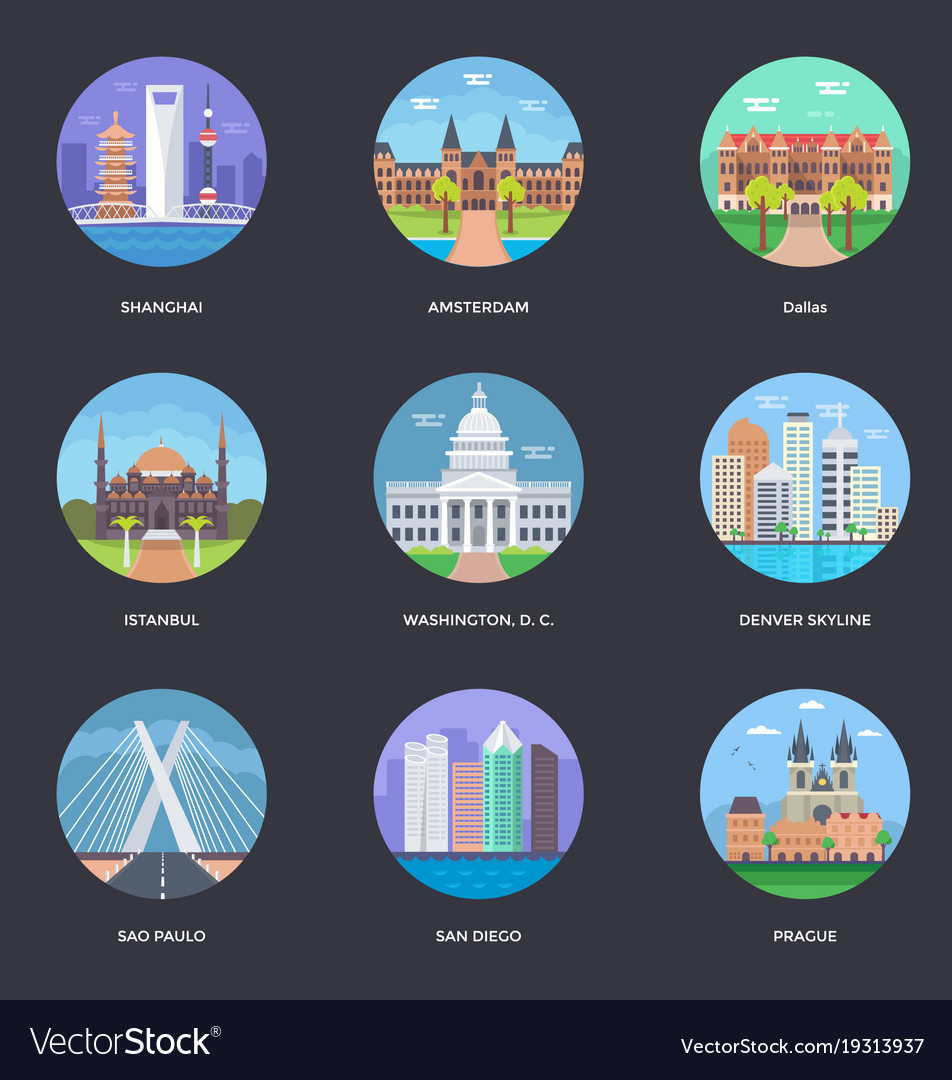 SHANGHAI
AMSTERDAM
Dallas
ISTANBUL
WASHINGTON, D. C.
DENVER SKYLINE
SAO PAULO
SAN DIEGO
PRAGUE
VectorStock®
VectorStock.com/19313937